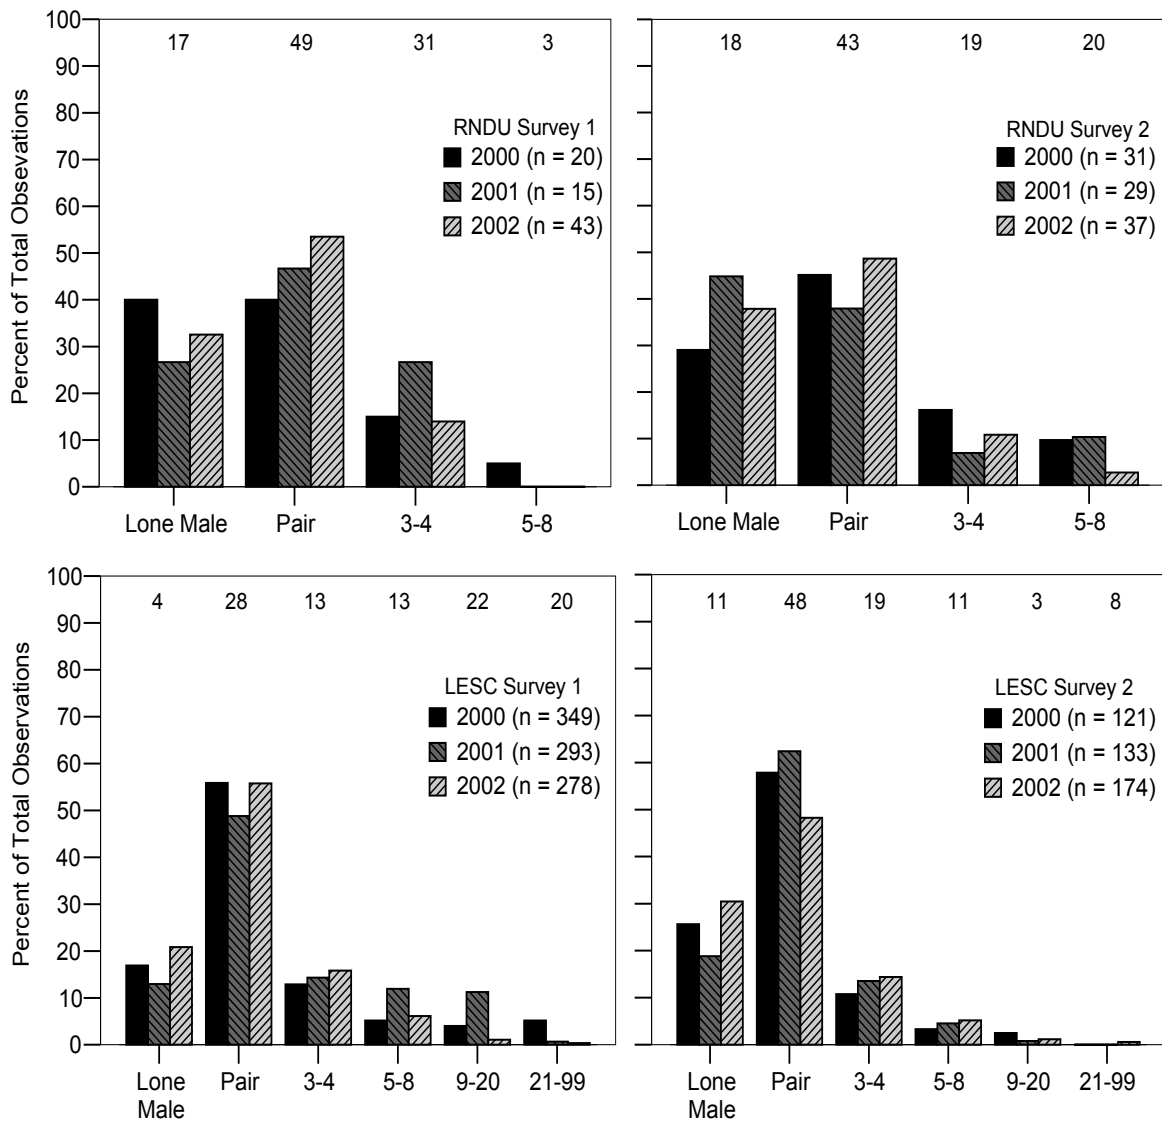 100
90
80
70
60
50
40
30
20
10
0
Percent of Total Obsevations
17 49 31 3
RNDU Survey 1
2000 (n = 20)
2001 (n = 15)
2002 (n = 43)
Lone Male Pair 3-4 5-8
18 43 19 20
RNDU Survey 2
2000 (n = 31)
2001 (n = 29)
2002 (n = 37)
Lone Male Pair 3-4 5-8
100
90
80
70
60
50
40
30
20
10
0
Percent of Total Observations
4 28 13 13 22 20
LESC Survey 1
2000 (n = 349)
2001 (n = 293)
2002 (n = 278)
Lone Pair 3-4 5-8 9-20 21-99
Male
11 48 19 11 3 8
LESC Survey 2
2000 (n = 121)
2001 (n = 133)
2002 (n = 174)
Lone Pair 3-4 5-8 9-20 21-99
Male